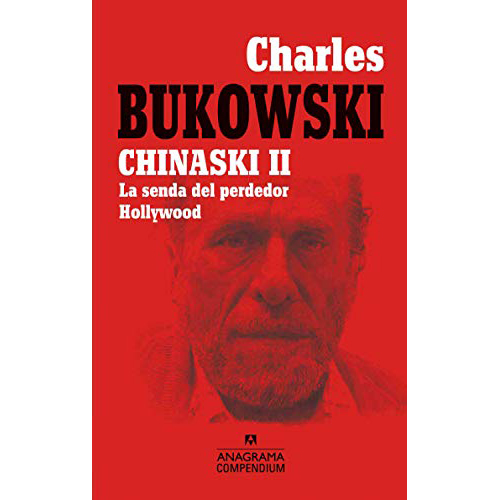 Charles
BUKOWSKI
CHINASKI II
La senda del perdedor
Hollywood
ANAGRAMA
COMPENDIUM